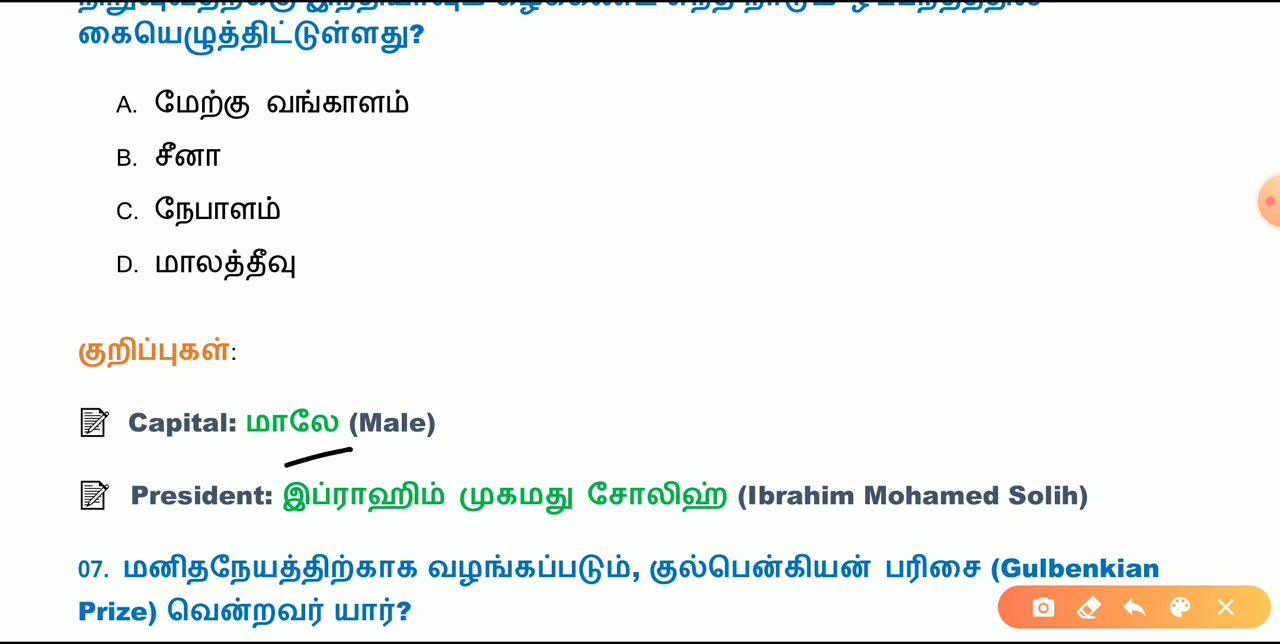 கையெழுத்திட்டுள்ளது?
A. மேற்கு வங்காளம்
B. சீனா
C. நேபாளம்
D. மாலத்தீவு
குறிப்புகள்:
Capital: மாலே (Male)
President: இப்ராஹிம் முகமது சோலிஹ் (Ibrahim Mohamed Solih)
07. மனிதநேயத்திற்காக வழங்கப்படும், குல்பென்கியன் பரிசை (Gulbenkian
Prize) வென்றவர் யார்?